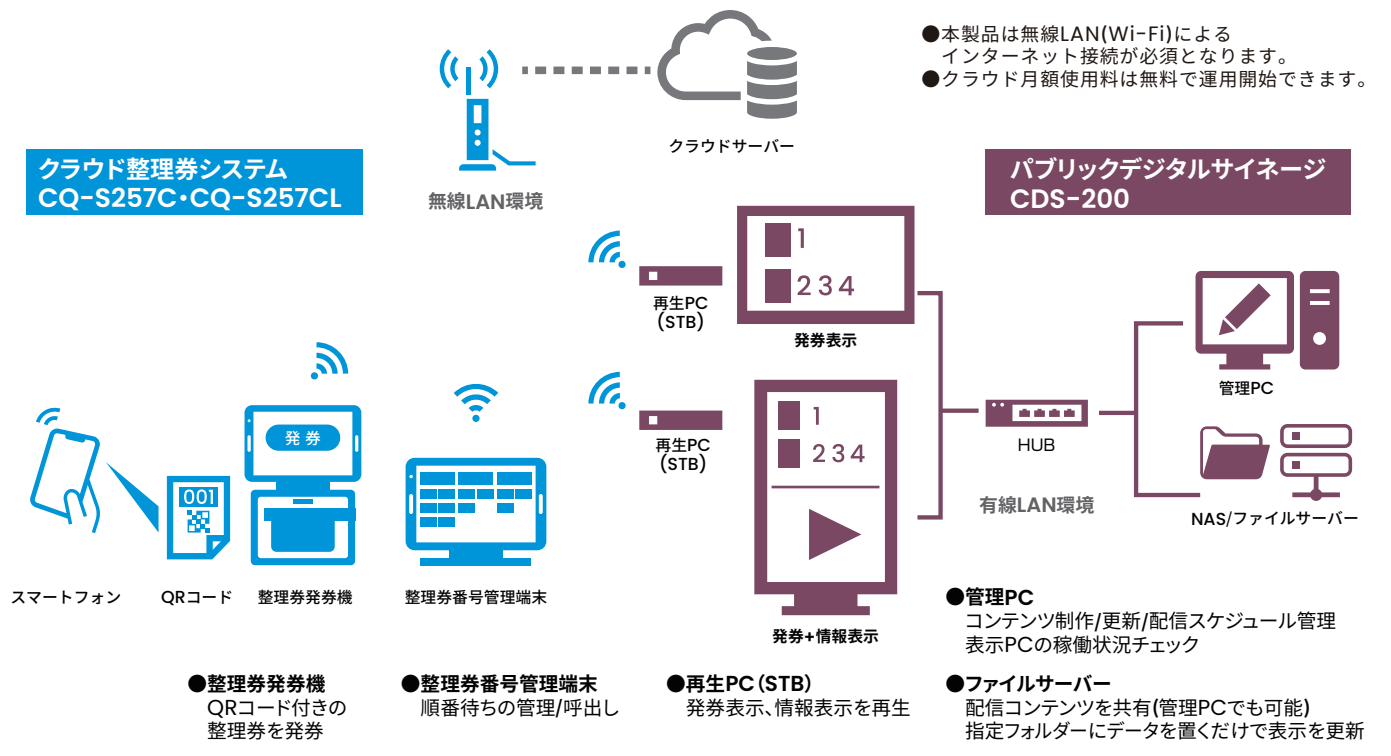 ●本製品は無線LAN(Wi-Fi)による
インターネット接続が必須となります。
●クラウド月額使用料は無料で運用開始できます。
クラウドサーバー
クラウド整理券システム
CQ-S257C・CQ-S257CL
無線LAN環境
パブリックデジタルサイネージ
CDS-200
1
234
再生PC
(STB)
発券表示
管理PC
発券
001
1
234
再生PC
(STB)
HUB
有線LAN環境
NAS/ファイルサーバー
スマートフォン
QRコード
整理券発券機
整理券番号管理端末
発券+情報表示
●管理PC
コンテンツ制作/更新/配信スケジュール管理
表示PCの稼働状況チェック
●整理券発券機
QRコード付きの
整理券を発券
●整理券番号管理端末
順番待ちの管理/呼出し
●再生PC(STB)
発券表示、情報表示を再生
●ファイルサーバー
配信コンテンツを共有(管理PCでも可能)
指定フォルダーにデータを置くだけで表示を更新